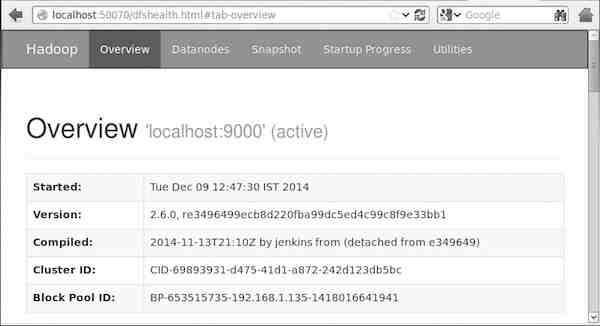 localhost:50070/dfshealth.html#tab-overview Google
Hadoop Overview Datanodes Snapshot Startup Progress Utilities
Overview 'localhost:9000' (active)
Started: Tue Dec 09 12:47:30 IST 2014
Version: 2.6.0, re3496499ecb8d220fba99dc5ed4c99c8f9e33bb1
Compiled: 2014-11-13T21:10Z by jenkins from (detached from e349649)
Cluster ID: CID-69893931-d475-41d1-a872-242d123db5bc
Block Pool ID: BP-653515735-192.168.1.135-1418016641941